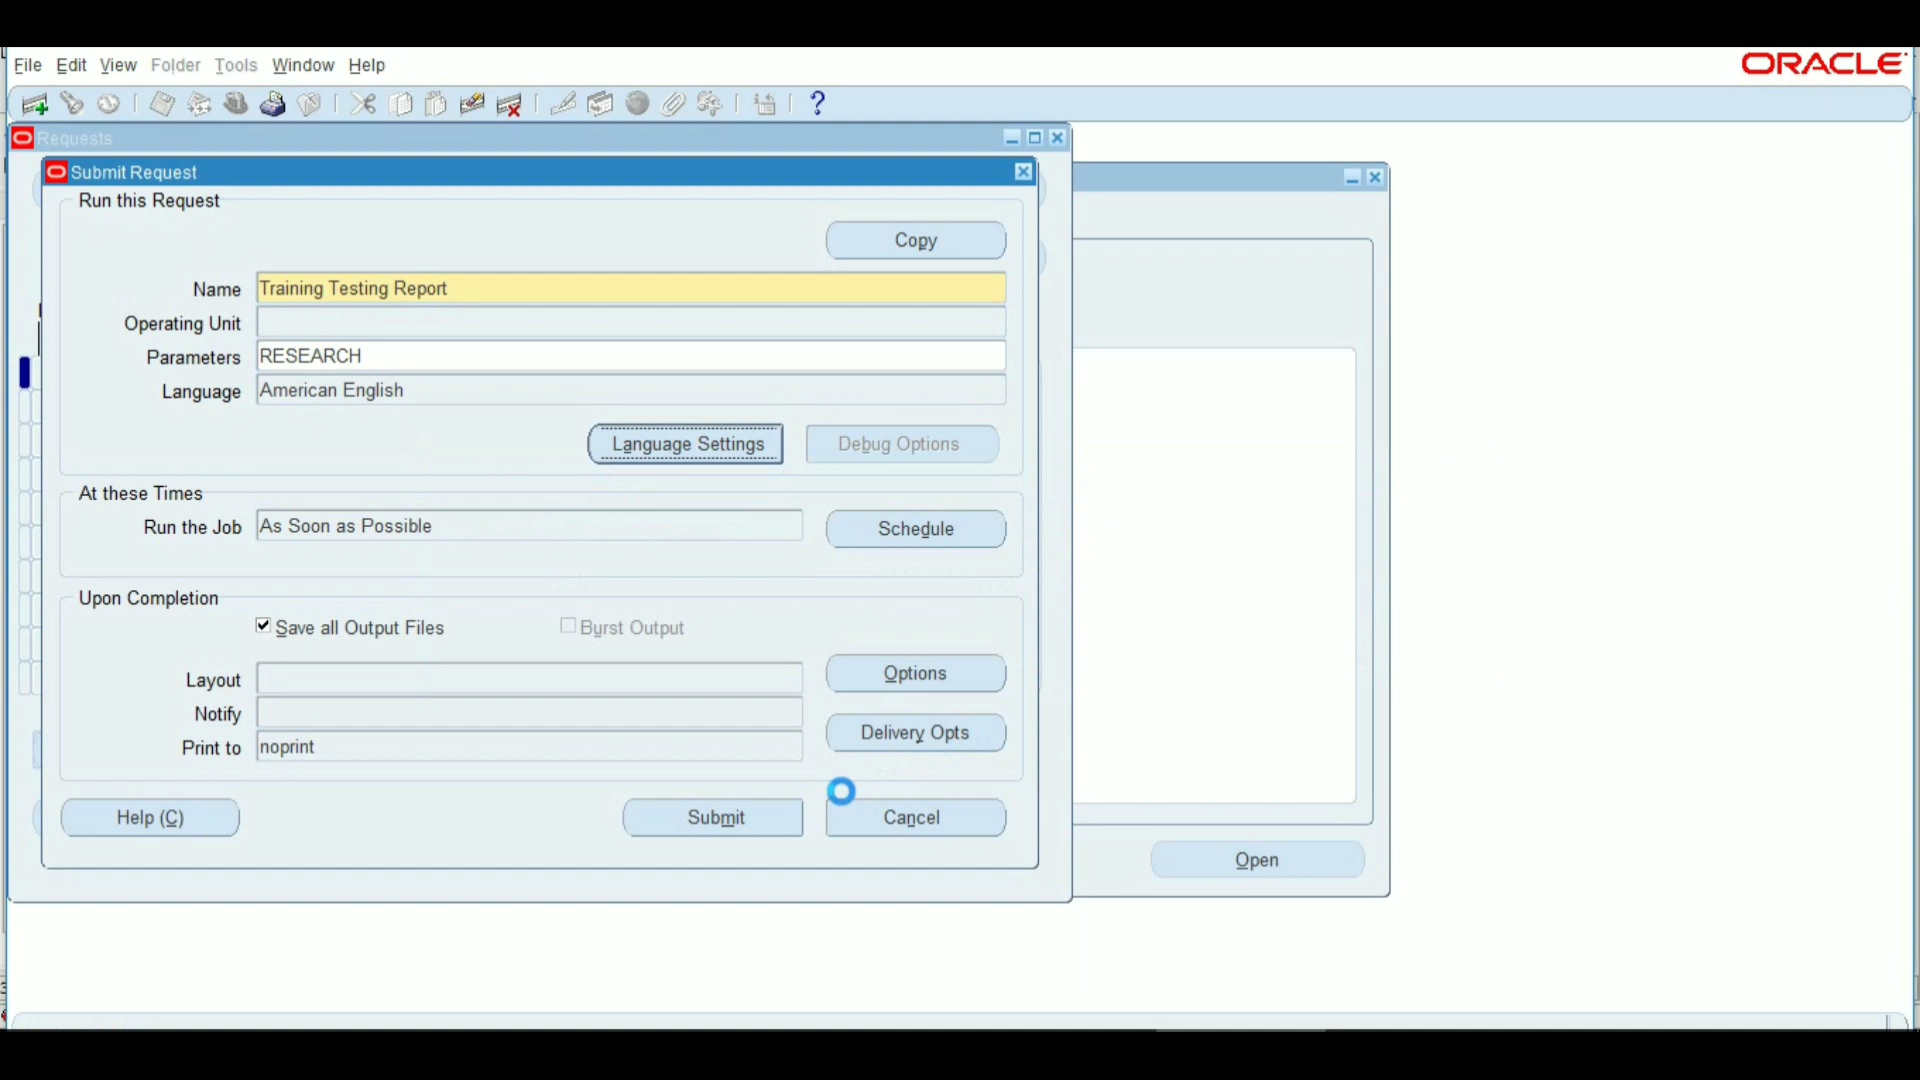 File Edit View Folder Tools Window Help
ORACLE
Requests
Submit Request
Run this Request
Copy
Name Training Testing Report
Operating Unit
Parameters RESEARCH
Language American English
Language Settings Debug Options
At these Times
Run the Job As Soon as Possible Schedule
Upon Completion
Save all Output Files Burst Output
Layout Options
Notify
Delivery Opts
Print to noprint
Help (C) Submit Cancel
Open